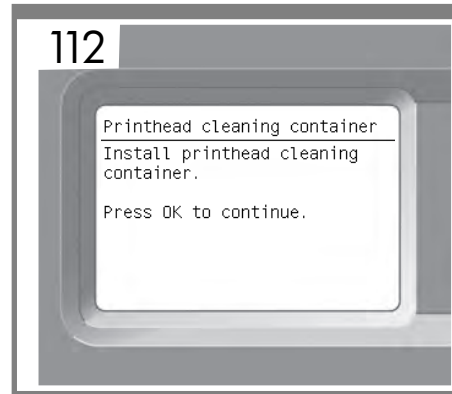 112
Printhead cleaning container
Install printhead cleaning
container.
Press OK to continue.